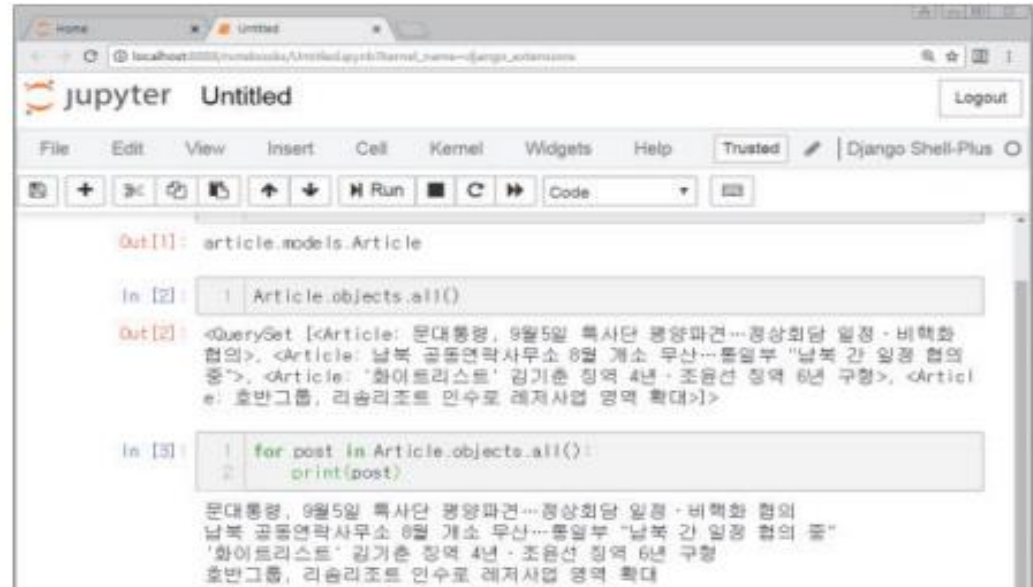 Home
Untitled
localhost:8888/notebooks/Untitled.ipynb?kernel_name=django_extensions
jupyter Untitled
Logout
File Edit View Insert Cell Kernel Widgets Help Trusted Django Shell-Plus
Run Code
Out[1]: article.models.Article
In [2]: 1 Article.objects.all()
Out[2]: <QuerySet [<Article: 문대통령, 9월5일 특사단 평양파견…정상회담 일정·비핵화
협의>, <Article: 남북 공동연락사무소 8월 개소 무산…통일부 "남북 간 일정 협의
중">, <Article: '화이트리스트' 김기춘 징역 4년·조윤선 징역 6년 구형>, <Articl
e: 호반그룹, 리솜리조트 인수로 레저사업 영역 확대>]>
In [3]: 1 for post in Article.objects.all():
2 print(post)
문대통령, 9월5일 특사단 평양파견…정상회담 일정·비핵화 협의
남북 공동연락사무소 8월 개소 무산…통일부 "남북 간 일정 협의 중"
'화이트리스트' 김기춘 징역 4년·조윤선 징역 6년 구형
호반그룹, 리솜리조트 인수로 레저사업 영역 확대